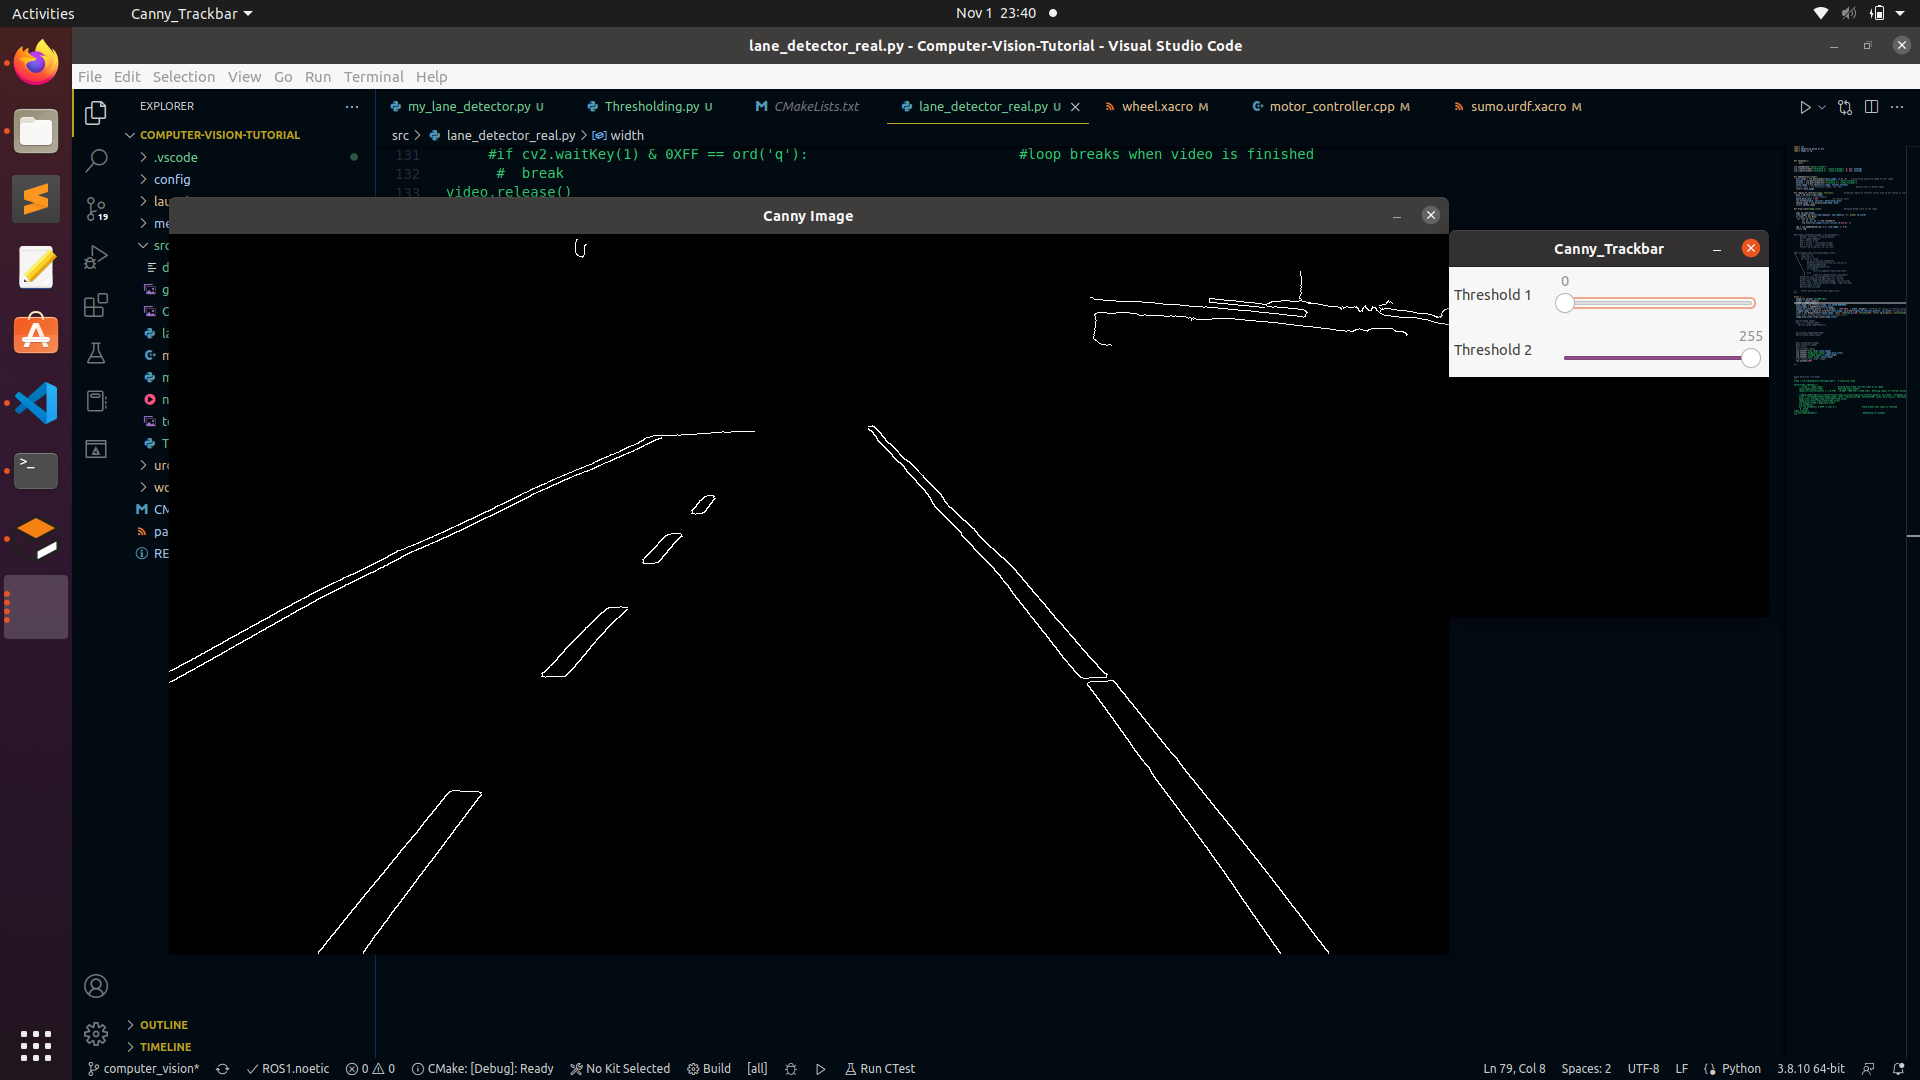 Activities
Canny_Trackbar
Nov 1 23:40
lane_detector_real.py - Computer-Vision-Tutorial - Visual Studio Code
File Edit Selection View Go Run Terminal Help
EXPLORER
my_lane_detector.py U
Thresholding.py U
CMakeLists.txt
lane_detector_real.py U
wheel.xacro M
motor_controller.cpp M
sumo.urdf.xacro M
COMPUTER-VISION-TUTORIAL
src > lane_detector_real.py > width
.vscode
config
lau
me
src
d
g
C
la
m
m
n
te
T
urd
wo
CM
pa
RE
131 #if cv2.waitKey(1) & 0XFF == ord('q'): #loop breaks when video is finished
132 # break
133 video.release()
Canny Image
Canny_Trackbar
0
Threshold 1
255
Threshold 2
19
OUTLINE
TIMELINE
computer_vision*
ROS1.noetic
0 0
CMake: [Debug]: Ready
No Kit Selected
Build
[all]
Run CTest
Ln 79, Col 8
Spaces: 2
UTF-8
LF
Python
3.8.10 64-bit